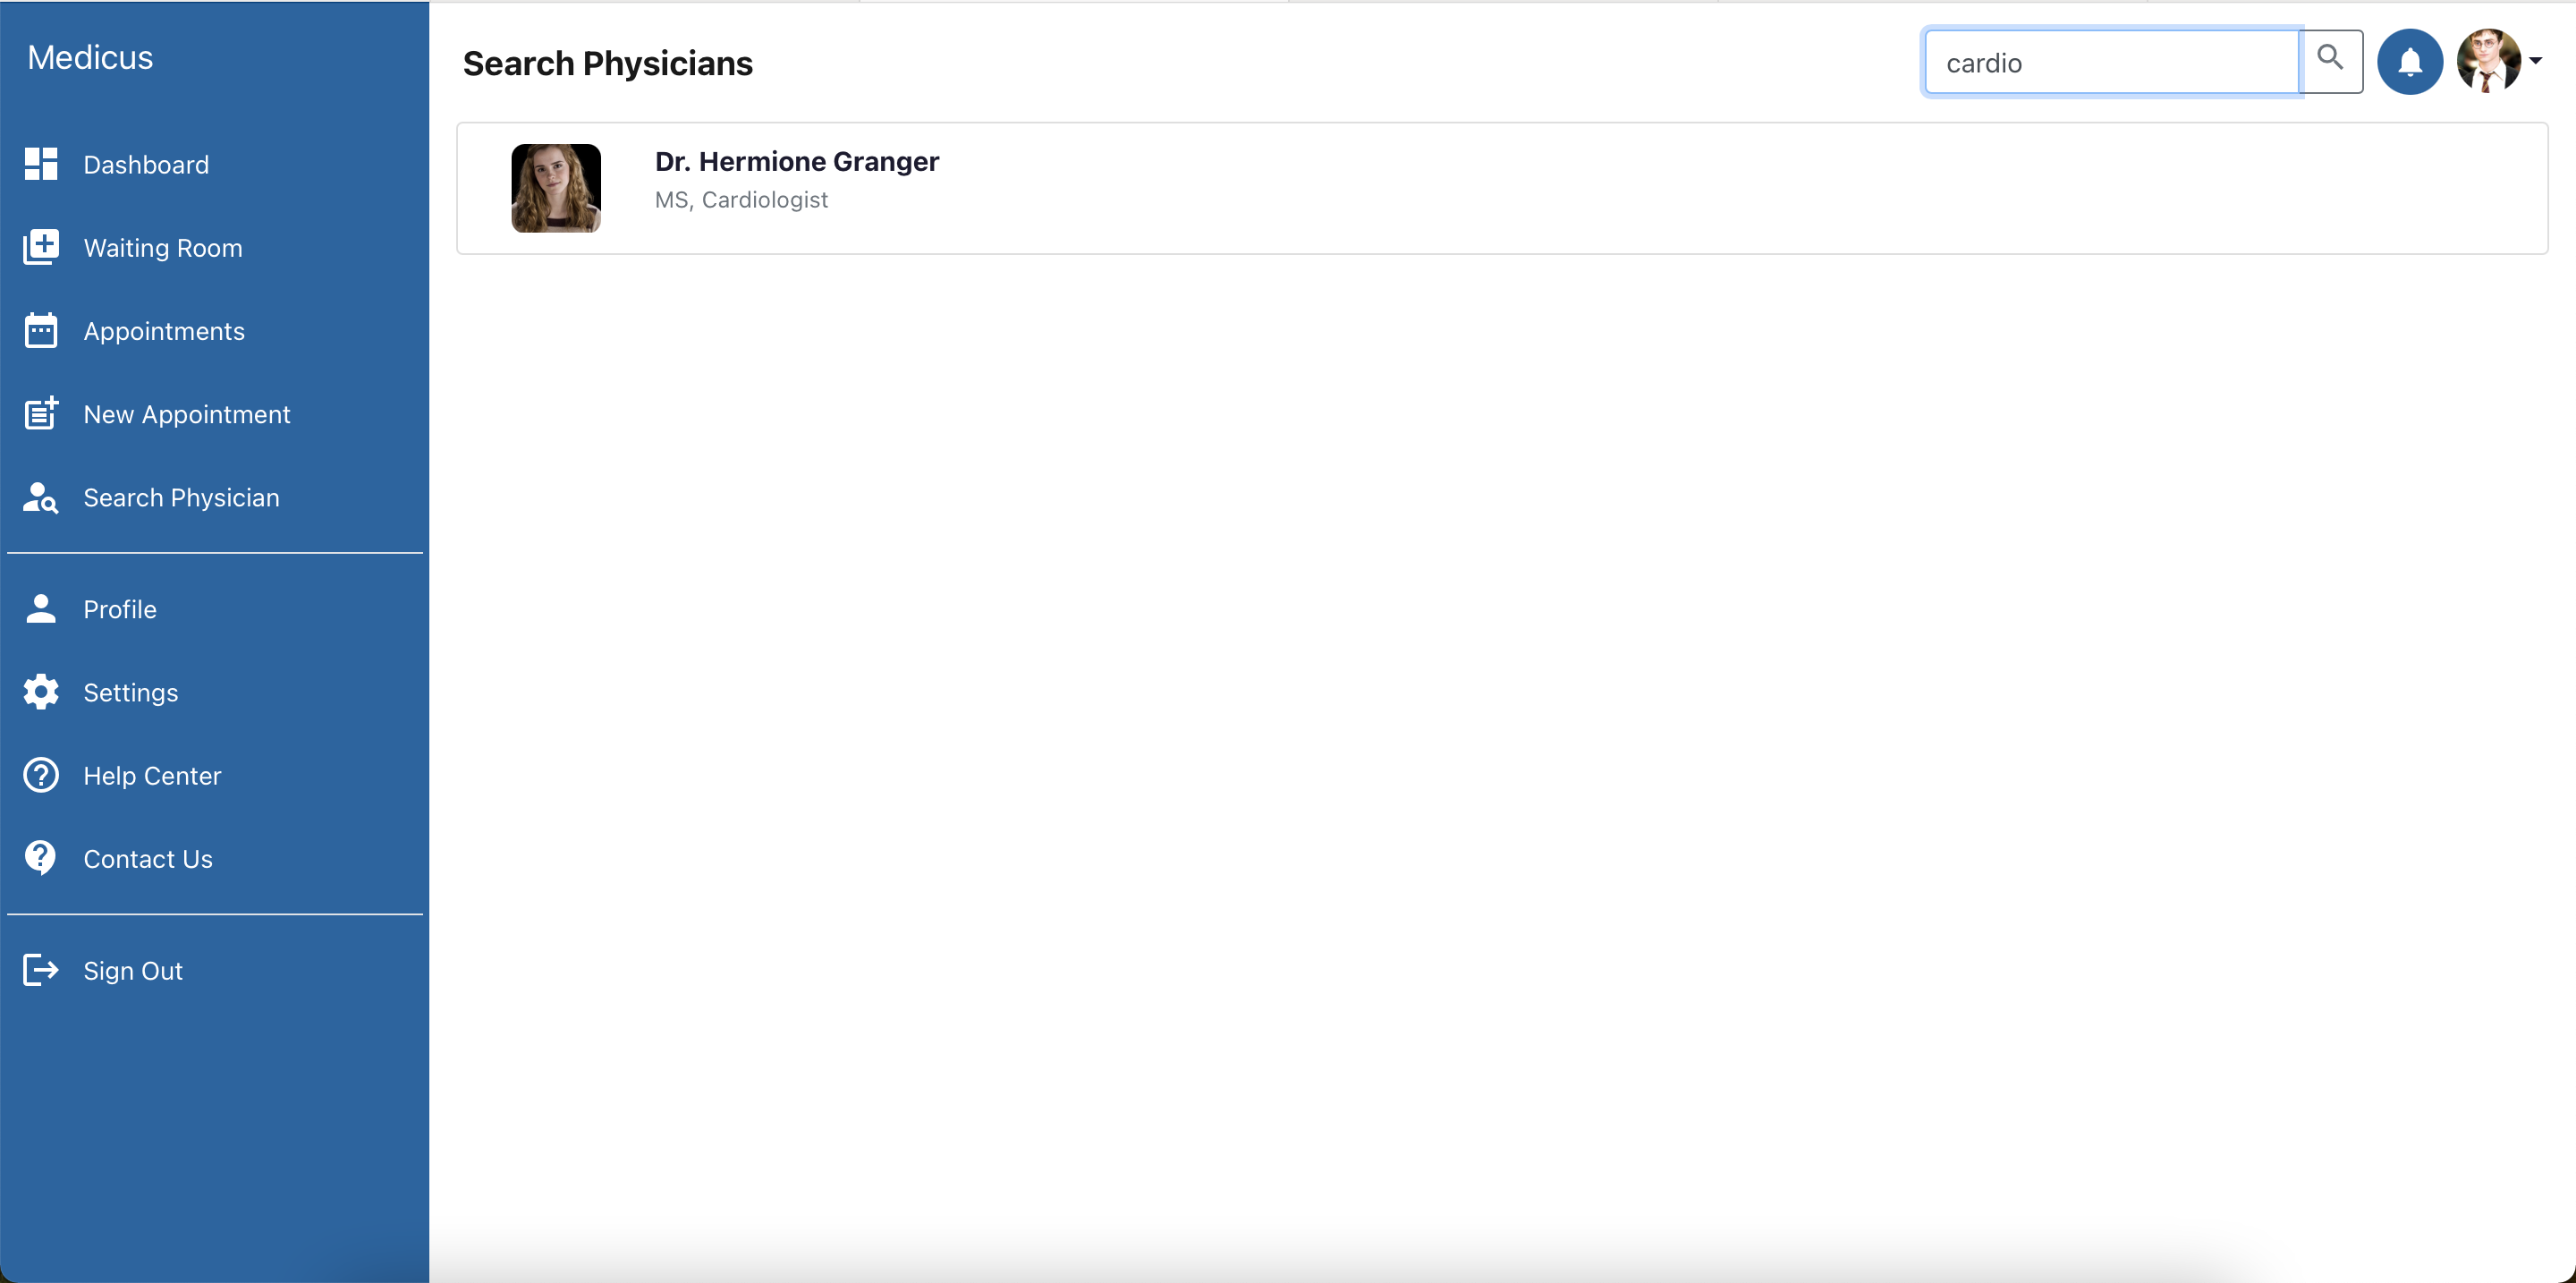 Medicus
Dashboard
Waiting Room
Appointments
New Appointment
Search Physician
Profile
Settings
Help Center
Contact Us
Sign Out
Search Physicians
cardio
Dr. Hermione Granger
MS, Cardiologist